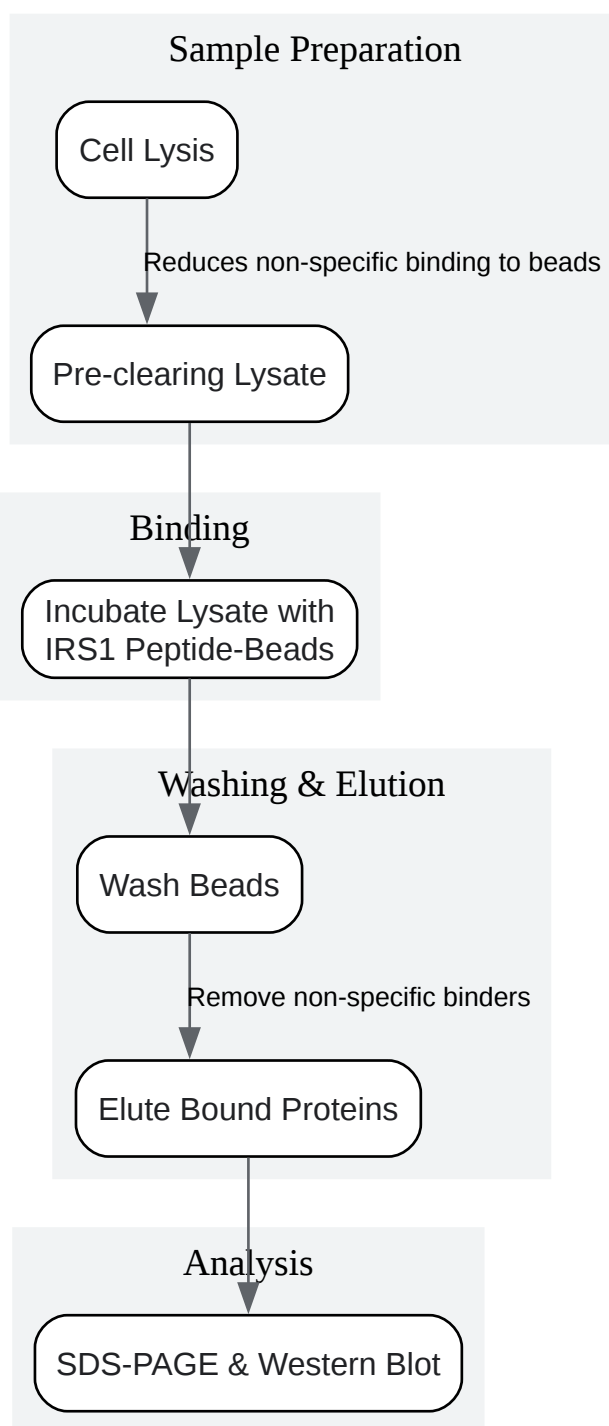 Sample Preparation
Cell Lysis
Reduces non-specific binding to beads
Pre-clearing Lysate
Binding
Incubate Lysate with
IRS1 Peptide-Beads
Washing & Elution
Wash Beads
Remove non-specific binders
Elute Bound Proteins
Analysis
SDS-PAGE & Western Blot